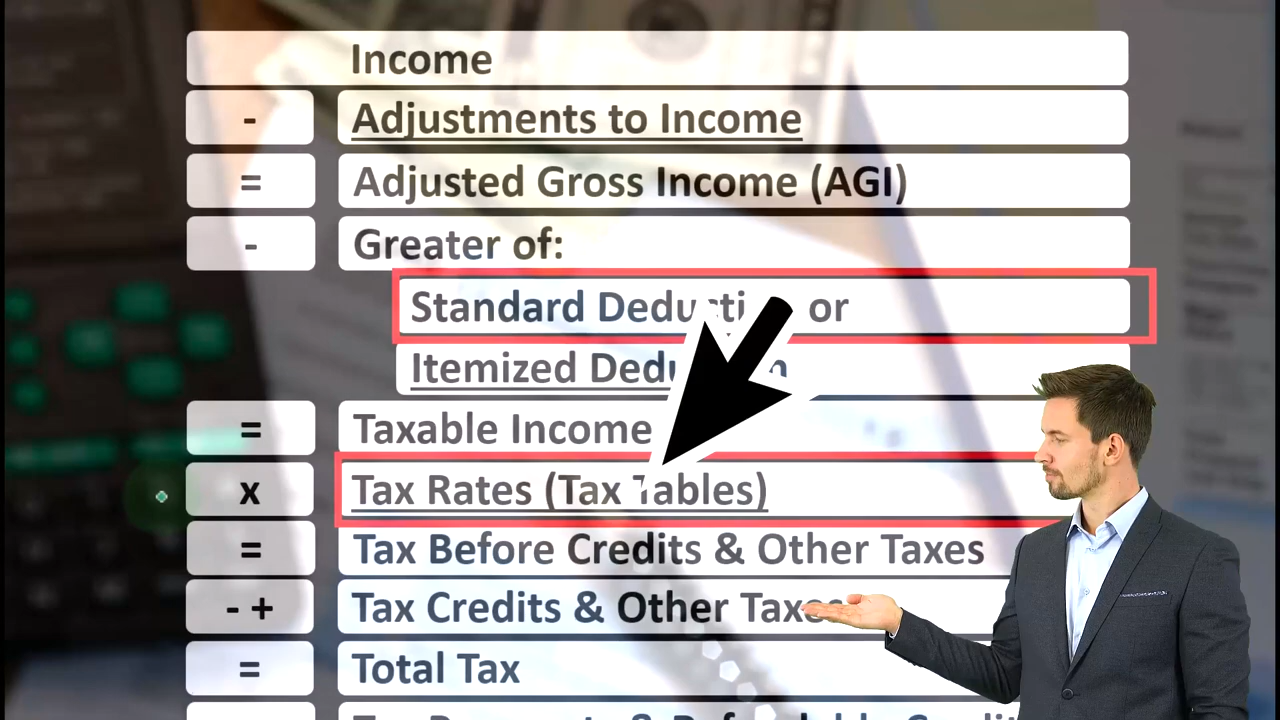 Income
- Adjustments to Income
= Adjusted Gross Income (AGI)
- Greater of:
Standard or
Itemized
= Taxable Income
x Tax Rates (Tax Tables)
= Tax Before Credits & Other Taxes
- + Tax Credits & Other Taxes
= Total Tax